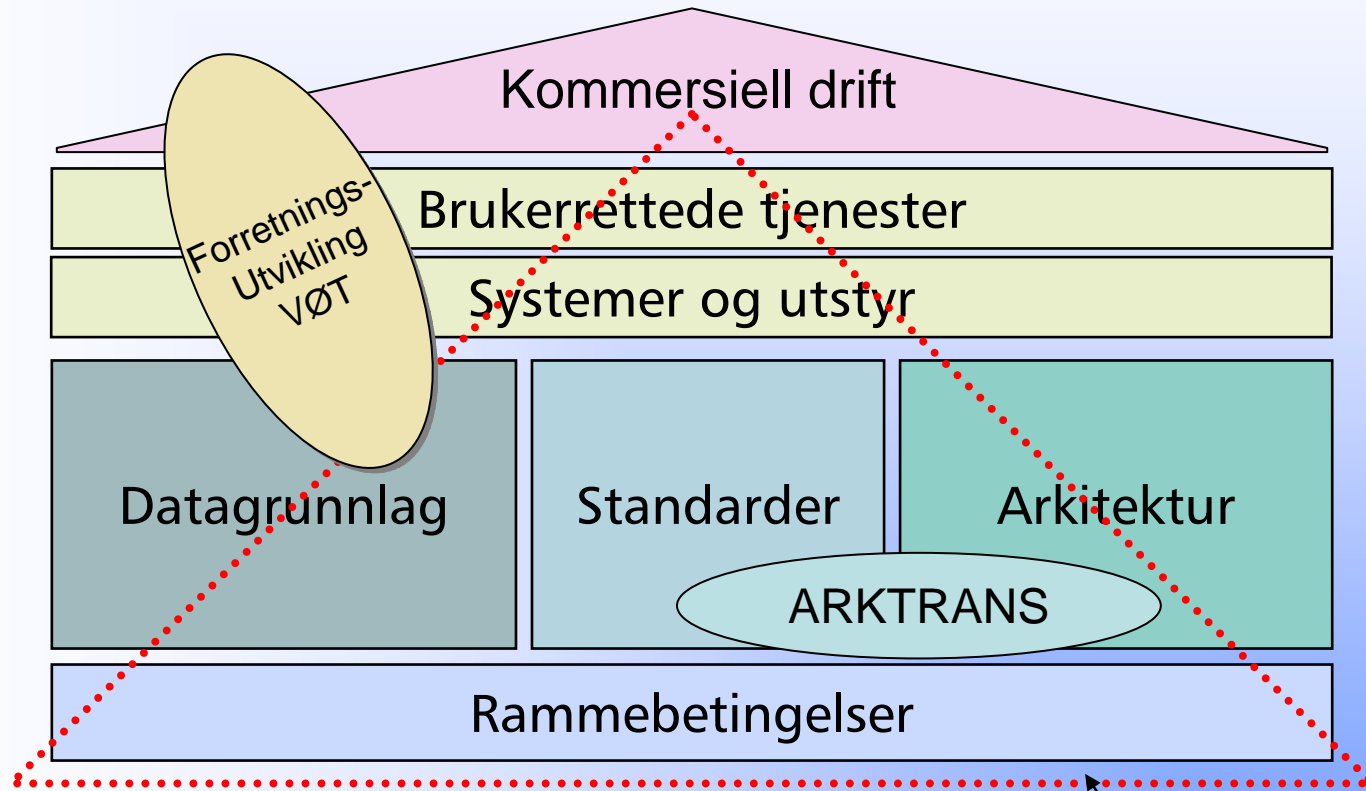 Kommersiell drift
Forretnings-
Utvikling
VØT
Brukerrettede tjenester
Systemer og utstyr
Datagrunnlag
Standarder
Arkitektur
ARKTRANS
Rammebetingelser